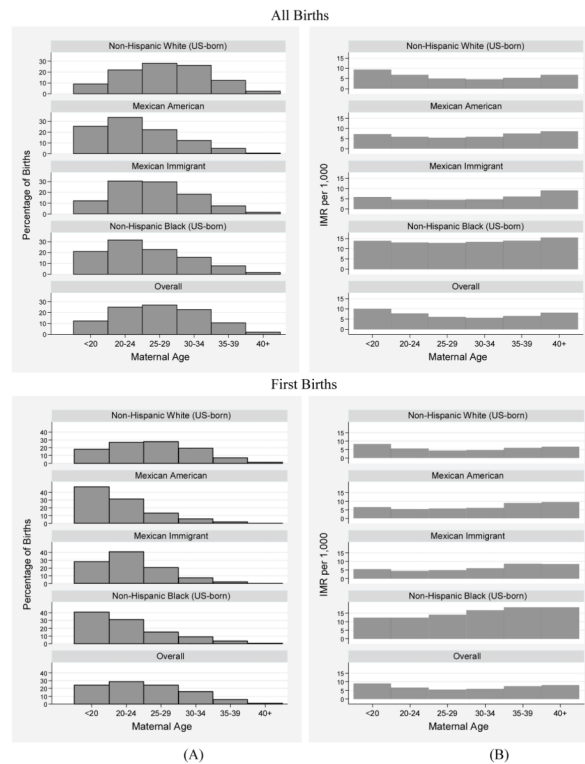 All Births
Percentage of Births
Non-Hispanic White (US-born)
30
20
10
0
Mexican American
30
20
10
0
Mexican Immigrant
30
20
10
0
Non-Hispanic Black (US-born)
30
20
10
0
Overall
30
20
10
0
<20 20-24 25-29 30-34 35-39 40+
Maternal Age
IMR per 1,000
Non-Hispanic White (US-born)
15
10
5
0
Mexican American
15
10
5
0
Mexican Immigrant
15
10
5
0
Non-Hispanic Black (US-born)
15
10
5
0
Overall
15
10
5
0
<20 20-24 25-29 30-34 35-39 40+
Maternal Age
First Births
Percentage of Births
Non-Hispanic White (US-born)
40
30
20
10
0
Mexican American
40
30
20
10
0
Mexican Immigrant
40
30
20
10
0
Non-Hispanic Black (US-born)
40
30
20
10
0
Overall
40
30
20
10
0
<20 20-24 25-29 30-34 35-39 40+
Maternal Age
(A)
IMR per 1,000
Non-Hispanic White (US-born)
15
10
5
0
Mexican American
15
10
5
0
Mexican Immigrant
15
10
5
0
Non-Hispanic Black (US-born)
15
10
5
0
Overall
15
10
5
0
<20 20-24 25-29 30-34 35-39 40+
Maternal Age
(B)